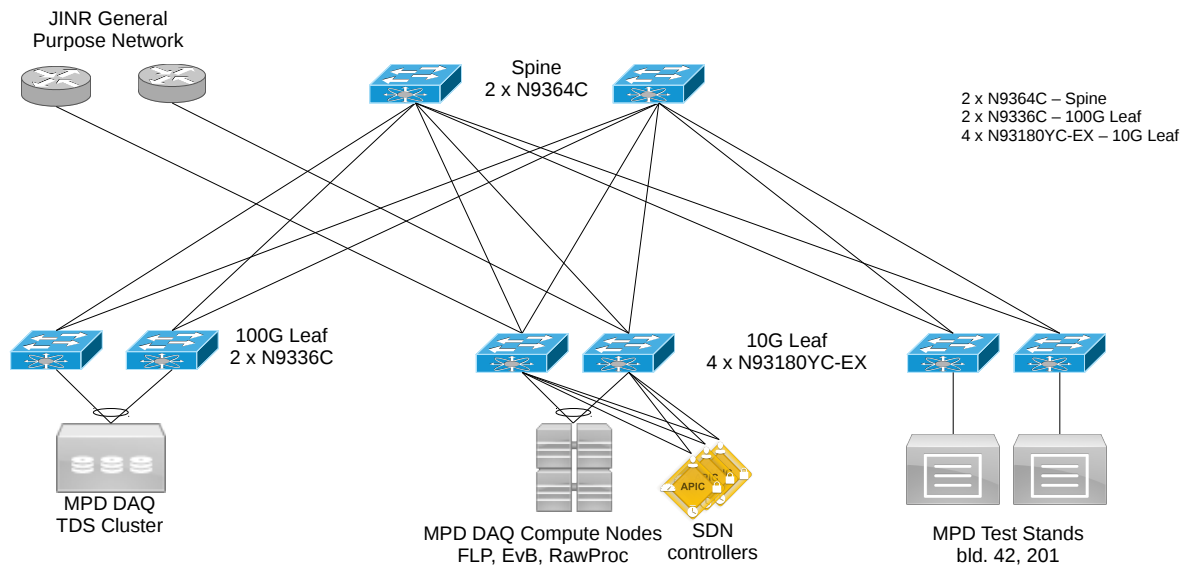 JINR General
Purpose Network
Spine
2 x N9364C
2 x N9364C – Spine
2 x N9336C – 100G Leaf
4 x N93180YC-EX – 10G Leaf
100G Leaf
2 x N9336C
10G Leaf
4 x N93180YC-EX
APIC
MPD DAQ
TDS Cluster
MPD DAQ Compute Nodes
FLP, EvB, RawProc
SDN
controllers
MPD Test Stands
bld. 42, 201